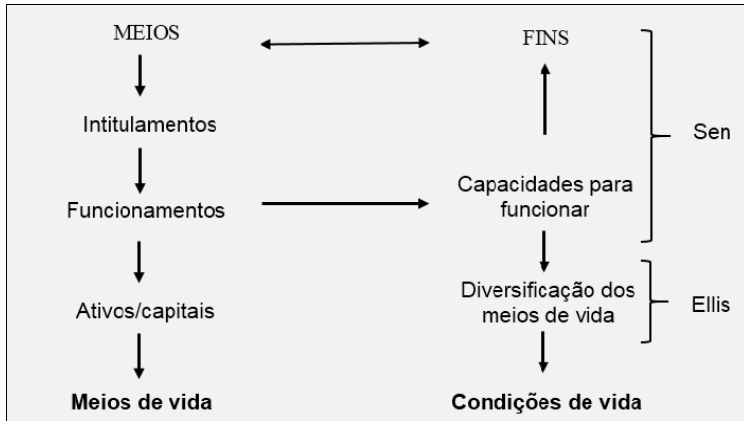 MEIOS
FINS
Intitulamentos
Sen
Funcionamentos
Capacidades para
funcionar
Ativos/capitais
Diversificação dos
meios de vida
Ellis
Meios de vida
Condições de vida